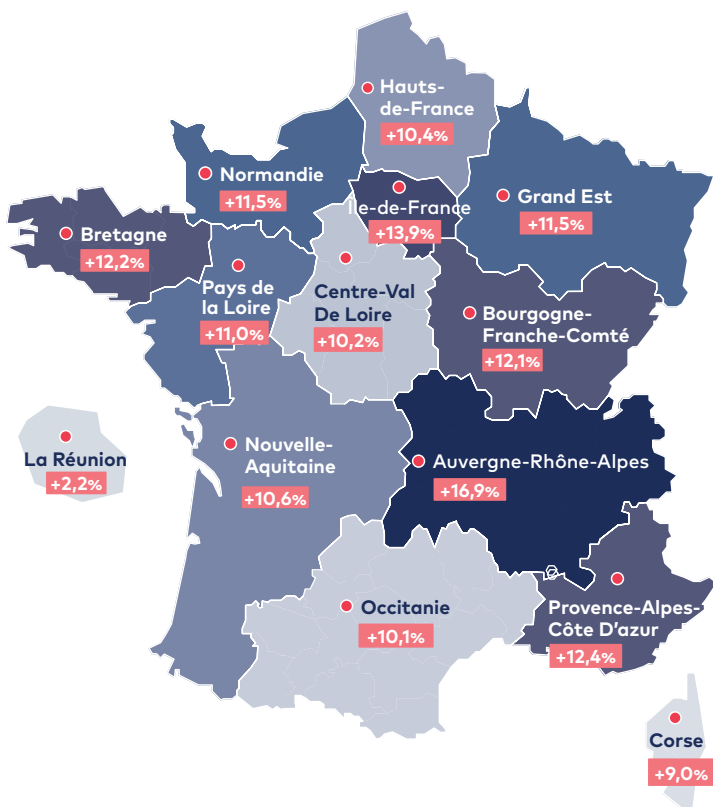 Hauts-
de-France
+10,4%
Normandie
+11,5%
Ile-de-France
+13,9%
Grand Est
+11,5%
Bretagne
+12,2%
Pays de
la Loire
+11,0%
Centre-Val
De Loire
+10,2%
Bourgogne-
Franche-Comté
+12,1%
La Réunion
+2,2%
Nouvelle-
Aquitaine
+10,6%
Auvergne-Rhône-Alpes
+16,9%
Occitanie
+10,1%
Provence-Alpes-
Côte D'azur
+12,4%
Corse
+9,0%